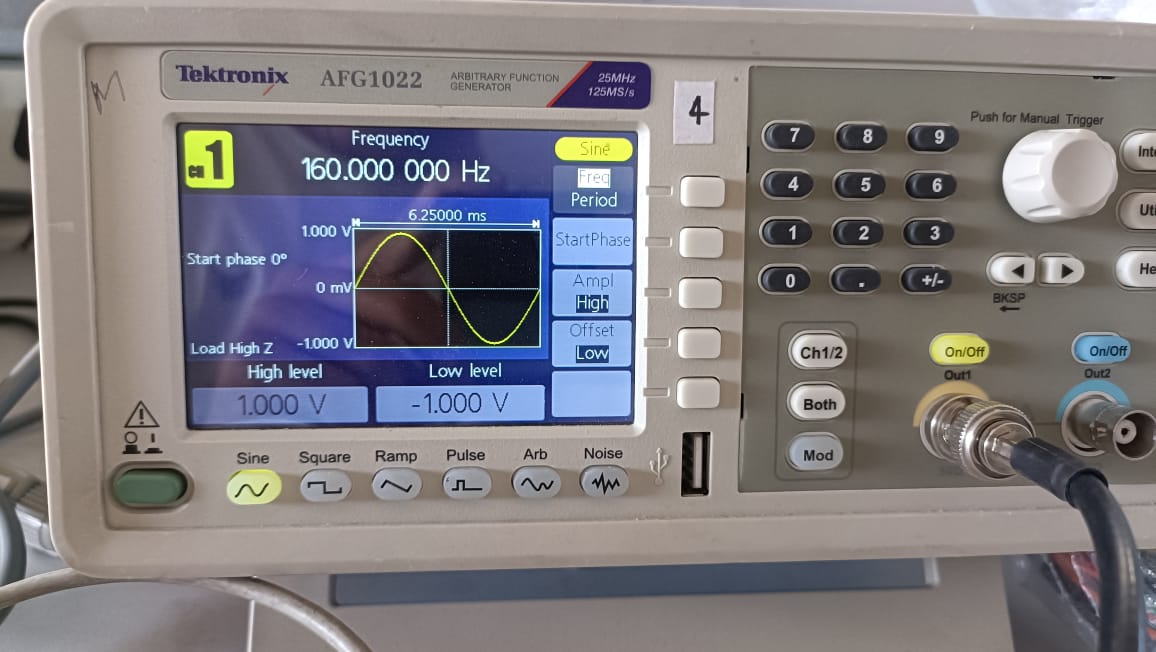 M
Tektronix
AFG1022
ARBITRARY FUNCTION
GENERATOR
25MHz
125MS/s
4
CH1
Frequency
160.000 000 Hz
Sine
Freq
Period
StartPhase
Ampl
High
Offset
Low
6.25000 ms
1.000 V
Start phase 0°
0 mV
Load High Z
-1.000 V
High level
Low level
1.000 V
-1.000 V
Sine
Square
Ramp
Pulse
Arb
Noise
Push for Manual Trigger
7 8 9
4 5 6
1 2 3
0 . +/-
BKSP
Ch1/2
Both
Mod
On/Off
Out1
On/Off
Out2
Inte
Uti
He